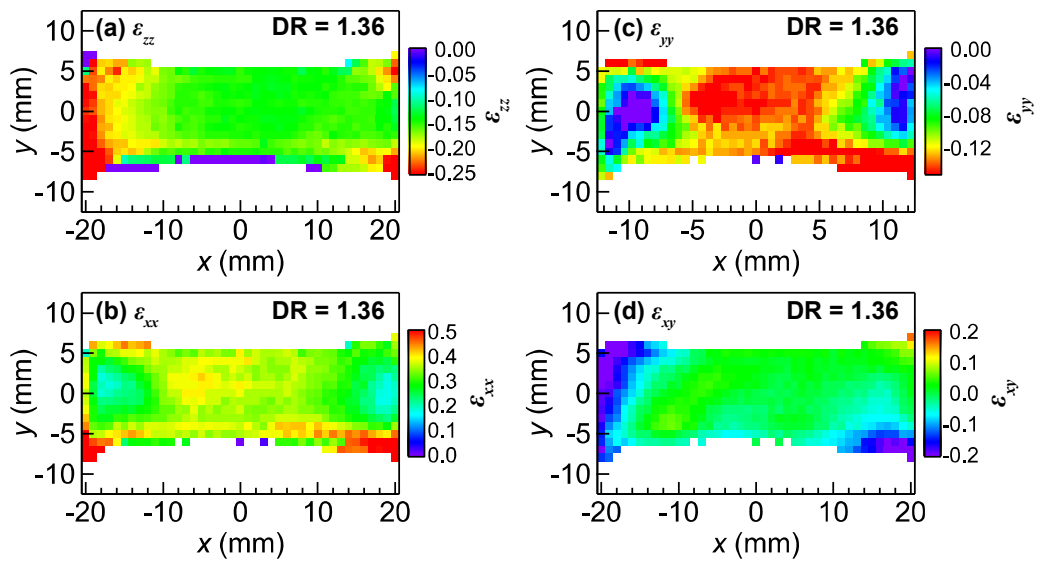 (a) εzz DR = 1.36
10
5
0
-5
-10
y (mm)
-20 -10 0 10 20
x (mm)
0.00
-0.05
-0.10
-0.15
-0.20
-0.25
εzz
(c) εyy DR = 1.36
10
5
0
-5
-10
y (mm)
-10 -5 0 5 10
x (mm)
0.00
-0.04
-0.08
-0.12
εyy
(b) εxx DR = 1.36
10
5
0
-5
-10
y (mm)
-20 -10 0 10 20
x (mm)
0.5
0.4
0.3
0.2
0.1
0.0
εxx
(d) εxy DR = 1.36
10
5
0
-5
-10
y (mm)
-20 -10 0 10 20
x (mm)
0.2
0.1
0.0
-0.1
-0.2
εxy